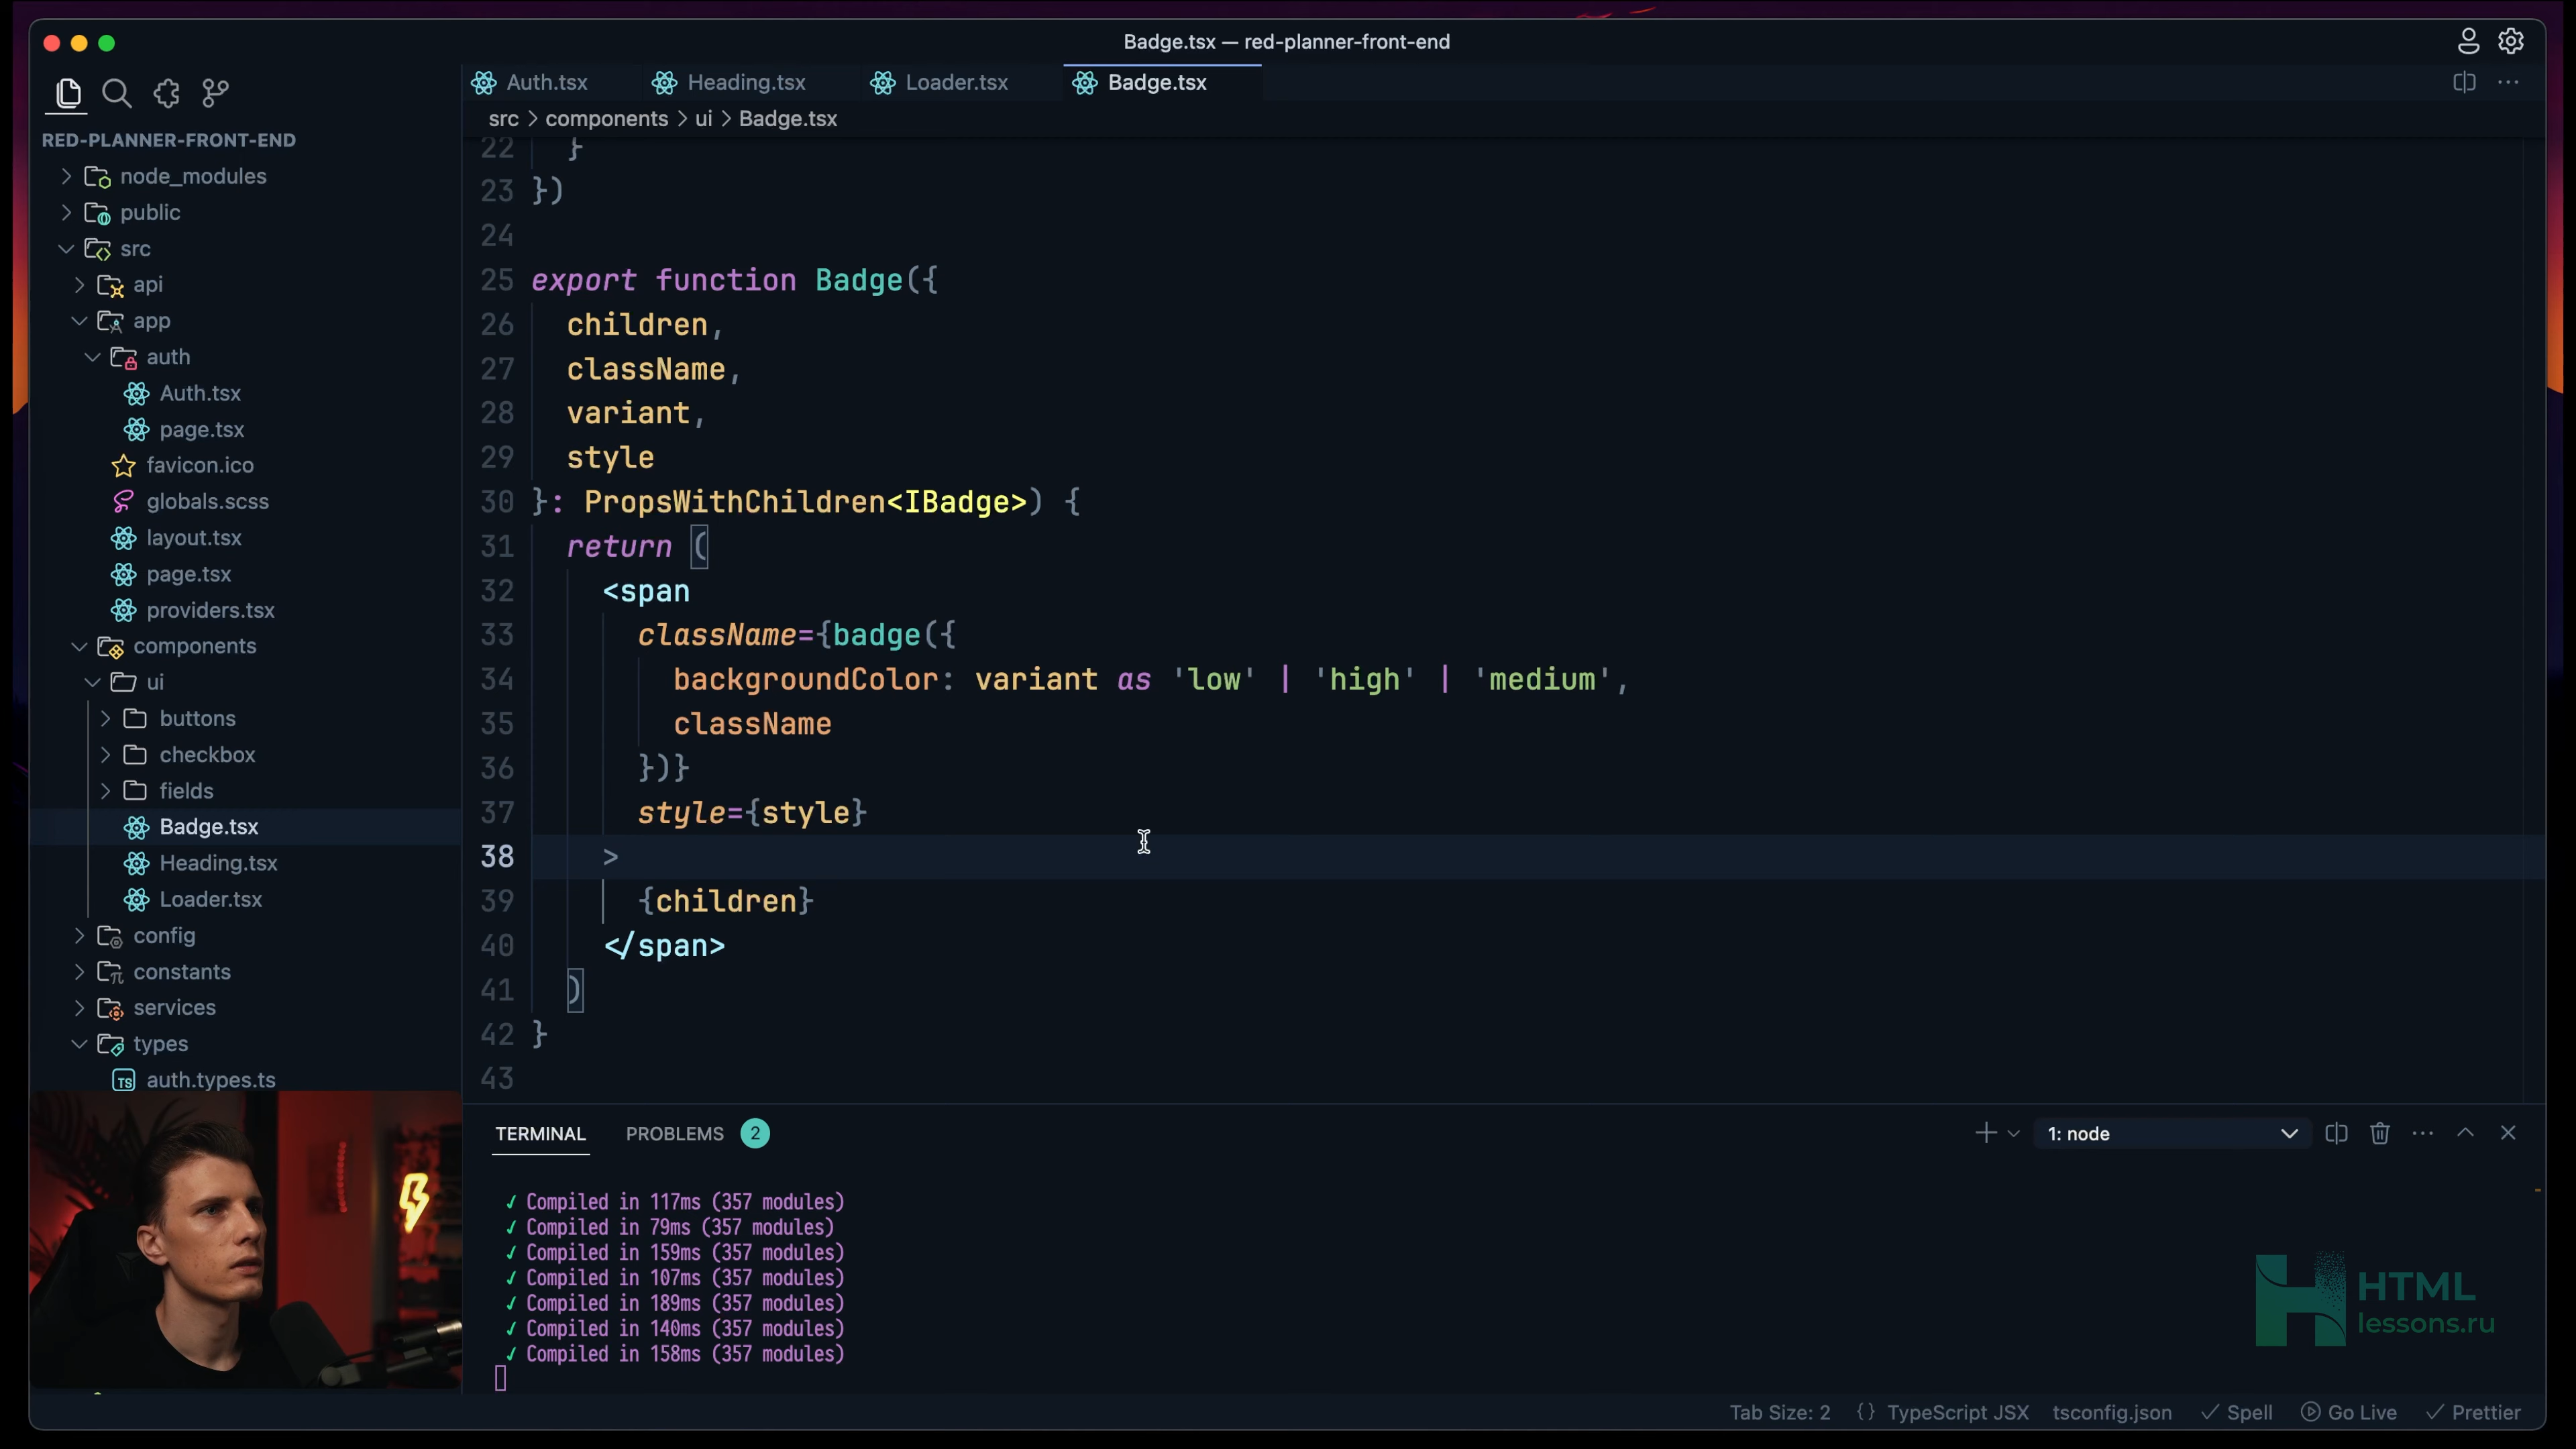 Badge.tsx — red-planner-front-end
Auth.tsx
Heading.tsx
Loader.tsx
Badge.tsx
src > components > ui > Badge.tsx
RED-PLANNER-FRONT-END
node_modules
public
src
api
app
auth
Auth.tsx
page.tsx
favicon.ico
globals.scss
layout.tsx
page.tsx
providers.tsx
components
ui
buttons
checkbox
fields
Badge.tsx
Heading.tsx
Loader.tsx
config
constants
services
types
TS auth.types.ts
22 }
23 })
24
25 export function Badge({
26 children,
27 className,
28 variant,
29 style
30 }: PropsWithChildren<IBadge>) {
31 return (
32 <span
33 className={badge({
34 backgroundColor: variant as 'low' | 'high' | 'medium',
35 className
36 })}
37 style={style}
38 >
39 {children}
40 </span>
41 )
42 }
43
TERMINAL PROBLEMS 2
1: node
✓ Compiled in 117ms (357 modules)
✓ Compiled in 79ms (357 modules)
✓ Compiled in 159ms (357 modules)
✓ Compiled in 107ms (357 modules)
✓ Compiled in 189ms (357 modules)
✓ Compiled in 140ms (357 modules)
✓ Compiled in 158ms (357 modules)
HTML
lessons.ru
Tab Size: 2 {} TypeScript JSX tsconfig.json ✓ Spell Go Live ✓ Prettier